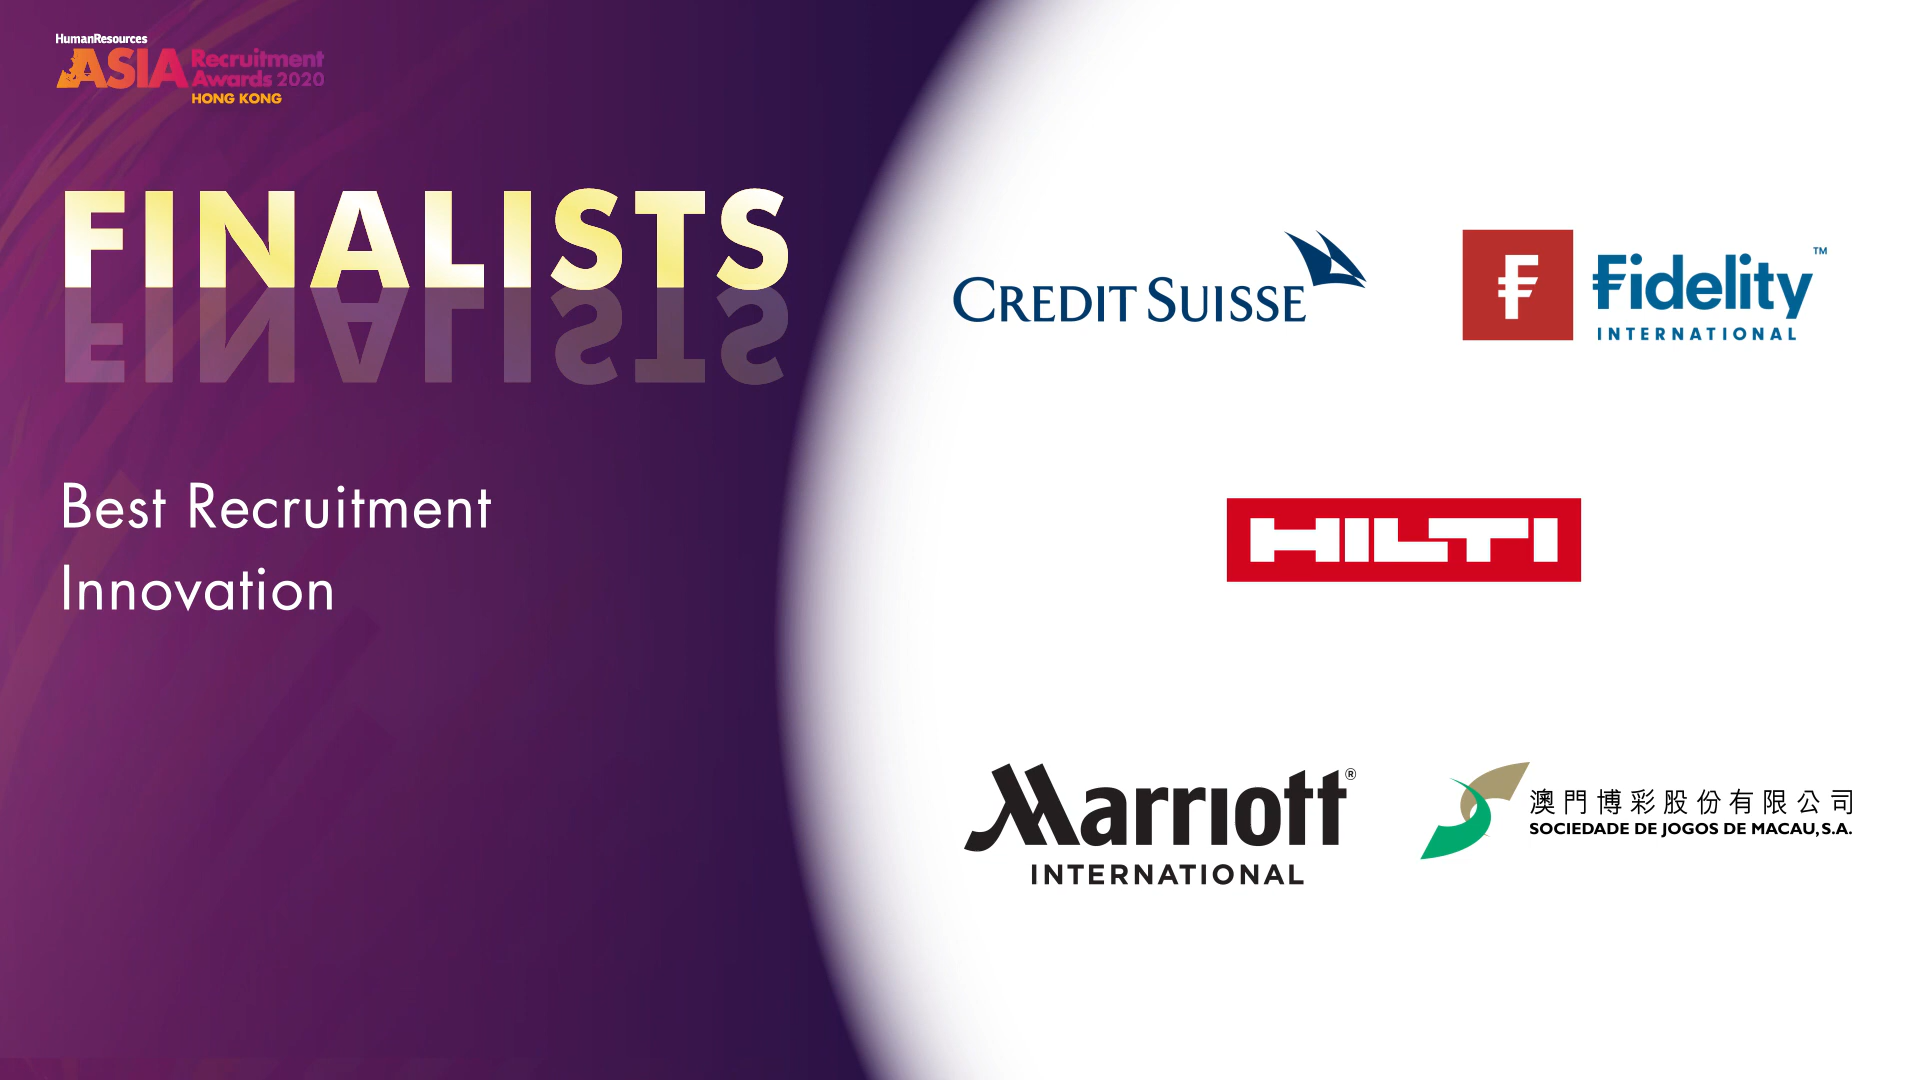 HumanResources
ASIA Recruitment
Awards 2020
HONG KONG
FINALISTS
Best Recruitment
Innovation
CREDIT SUISSE
F Fidelity™
INTERNATIONAL
HILTI
Marriott®
INTERNATIONAL
澳門博彩股份有限公司
SOCIEDADE DE JOGOS DE MACAU, S.A.